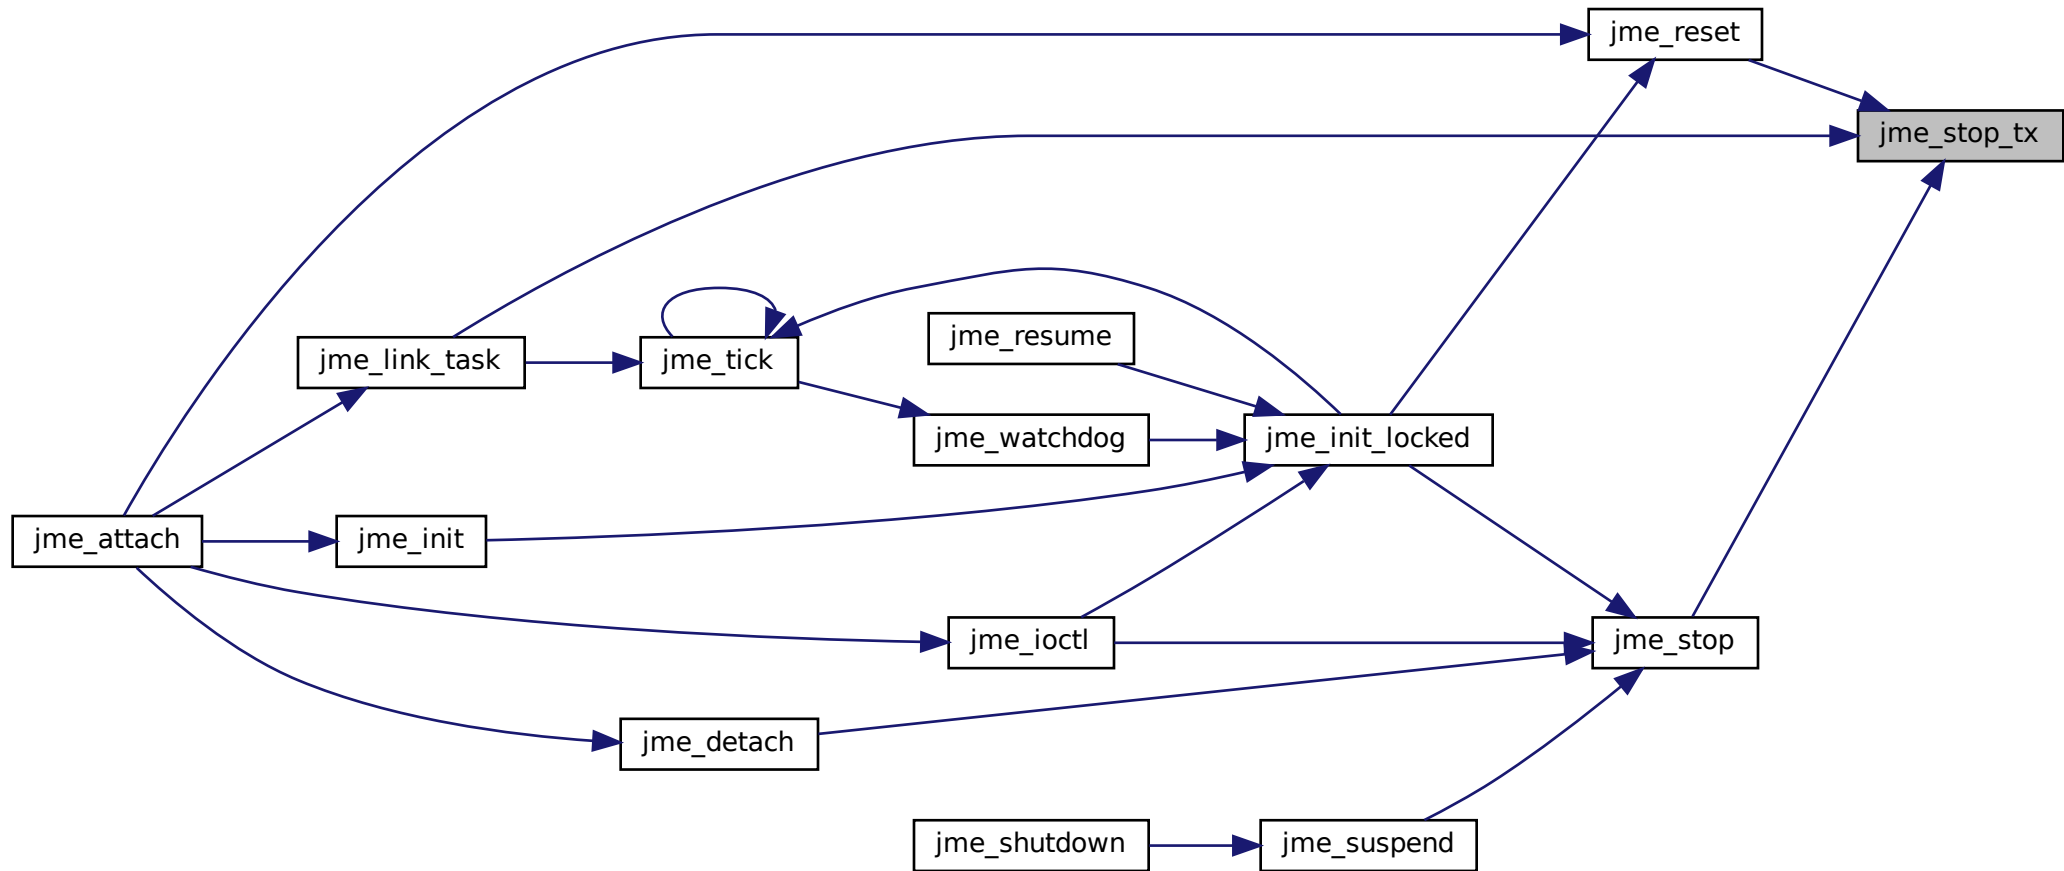 jme_reset
jme_stop_tx
jme_resume
jme_link_task
jme_tick
jme_watchdog
jme_init_locked
jme_attach
jme_init
jme_ioctl
jme_stop
jme_detach
jme_shutdown
jme_suspend